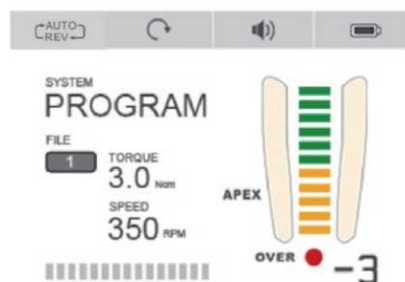 AUTO
REV
SYSTEM
PROGRAM
FILE
1
TORQUE
3.0 Ncm
SPEED
350 RPM
APEX
OVER
-3